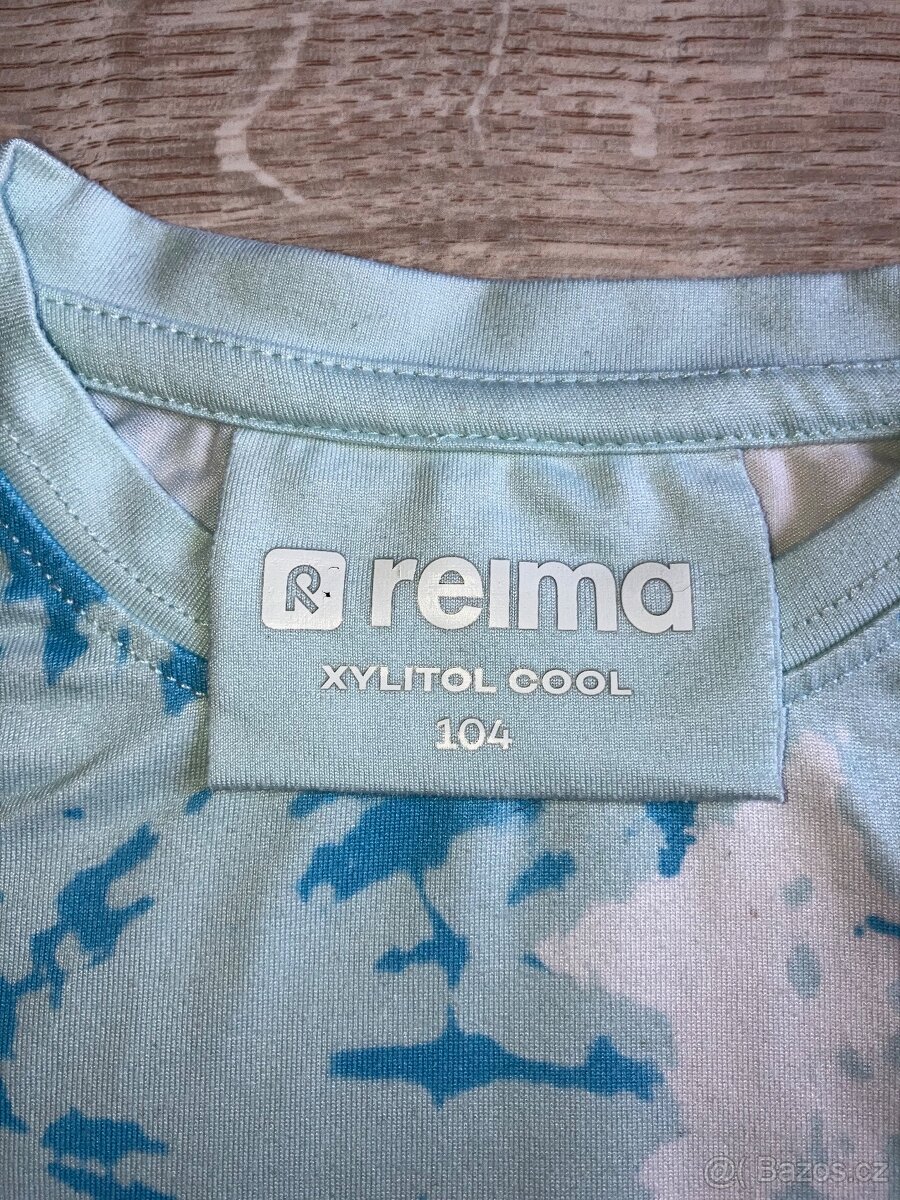 reima
XYLITOL COOL
104
@( Bazos.cz